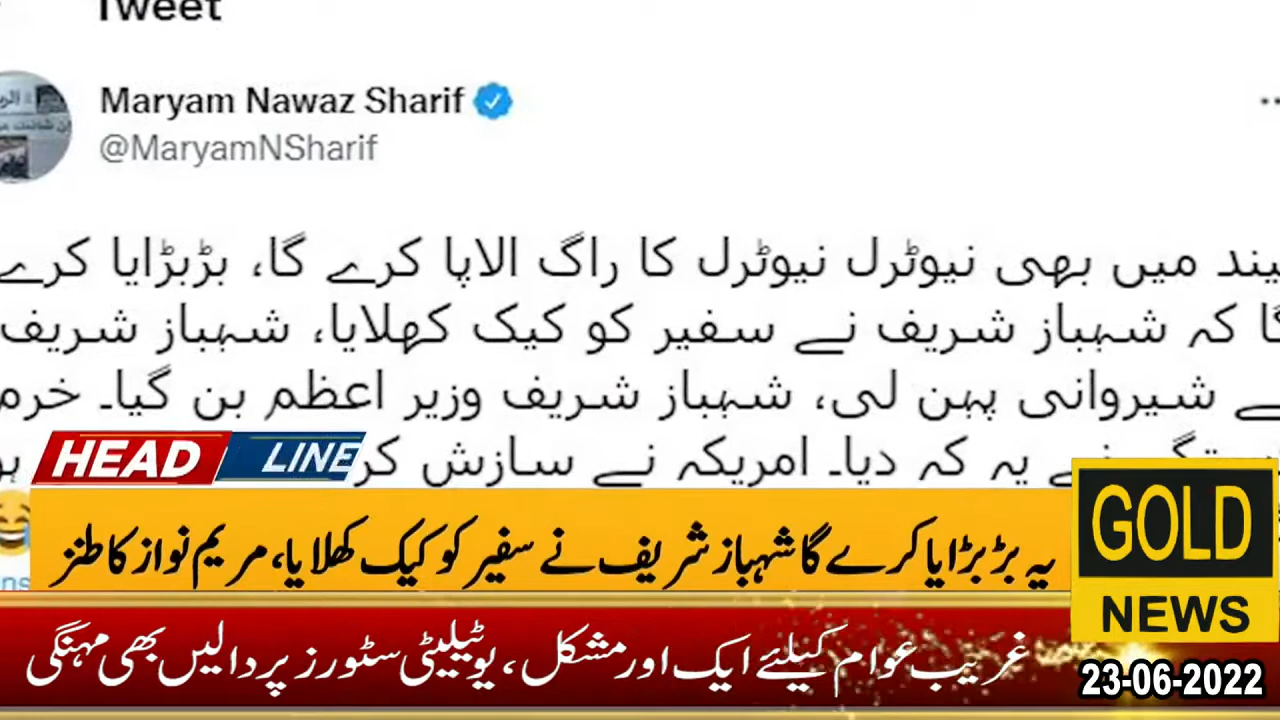 Tweet
Maryam Nawaz Sharif
@MaryamNSharif
میں بھی نیوٹرل نیوٹرل کا راگ الاپا کرے گا، بڑبڑایا کرے
گا کہ شہباز شریف نے سفیر کو کیک کھلایا، شہباز شریف
شیروانی پہن لی، شہباز شریف وزیر اعظم بن گیا۔ خرم
یہ کہ دیا۔ امریکہ نے سازش
HEAD LINE
یہ بڑبڑایا کرے گا شہباز شریف نے سفیر کو کیک کھلایا، مریم نواز کا طنز
GOLD
NEWS
غریب عوام کیلئے ایک اور مشکل، یوٹیلیٹی سٹورز پر دالیں بھی مہنگی
23-06-2022